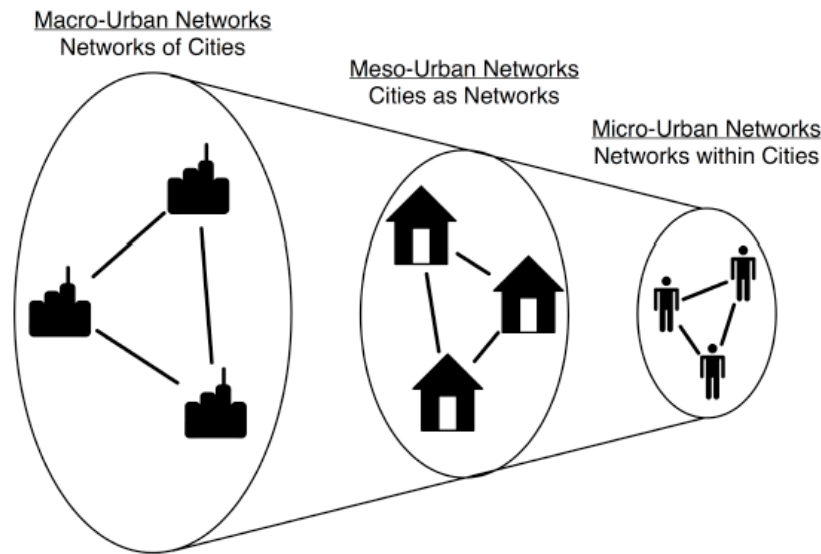 Macro-Urban Networks
Networks of Cities
Meso-Urban Networks
Cities as Networks
Micro-Urban Networks
Networks within Cities